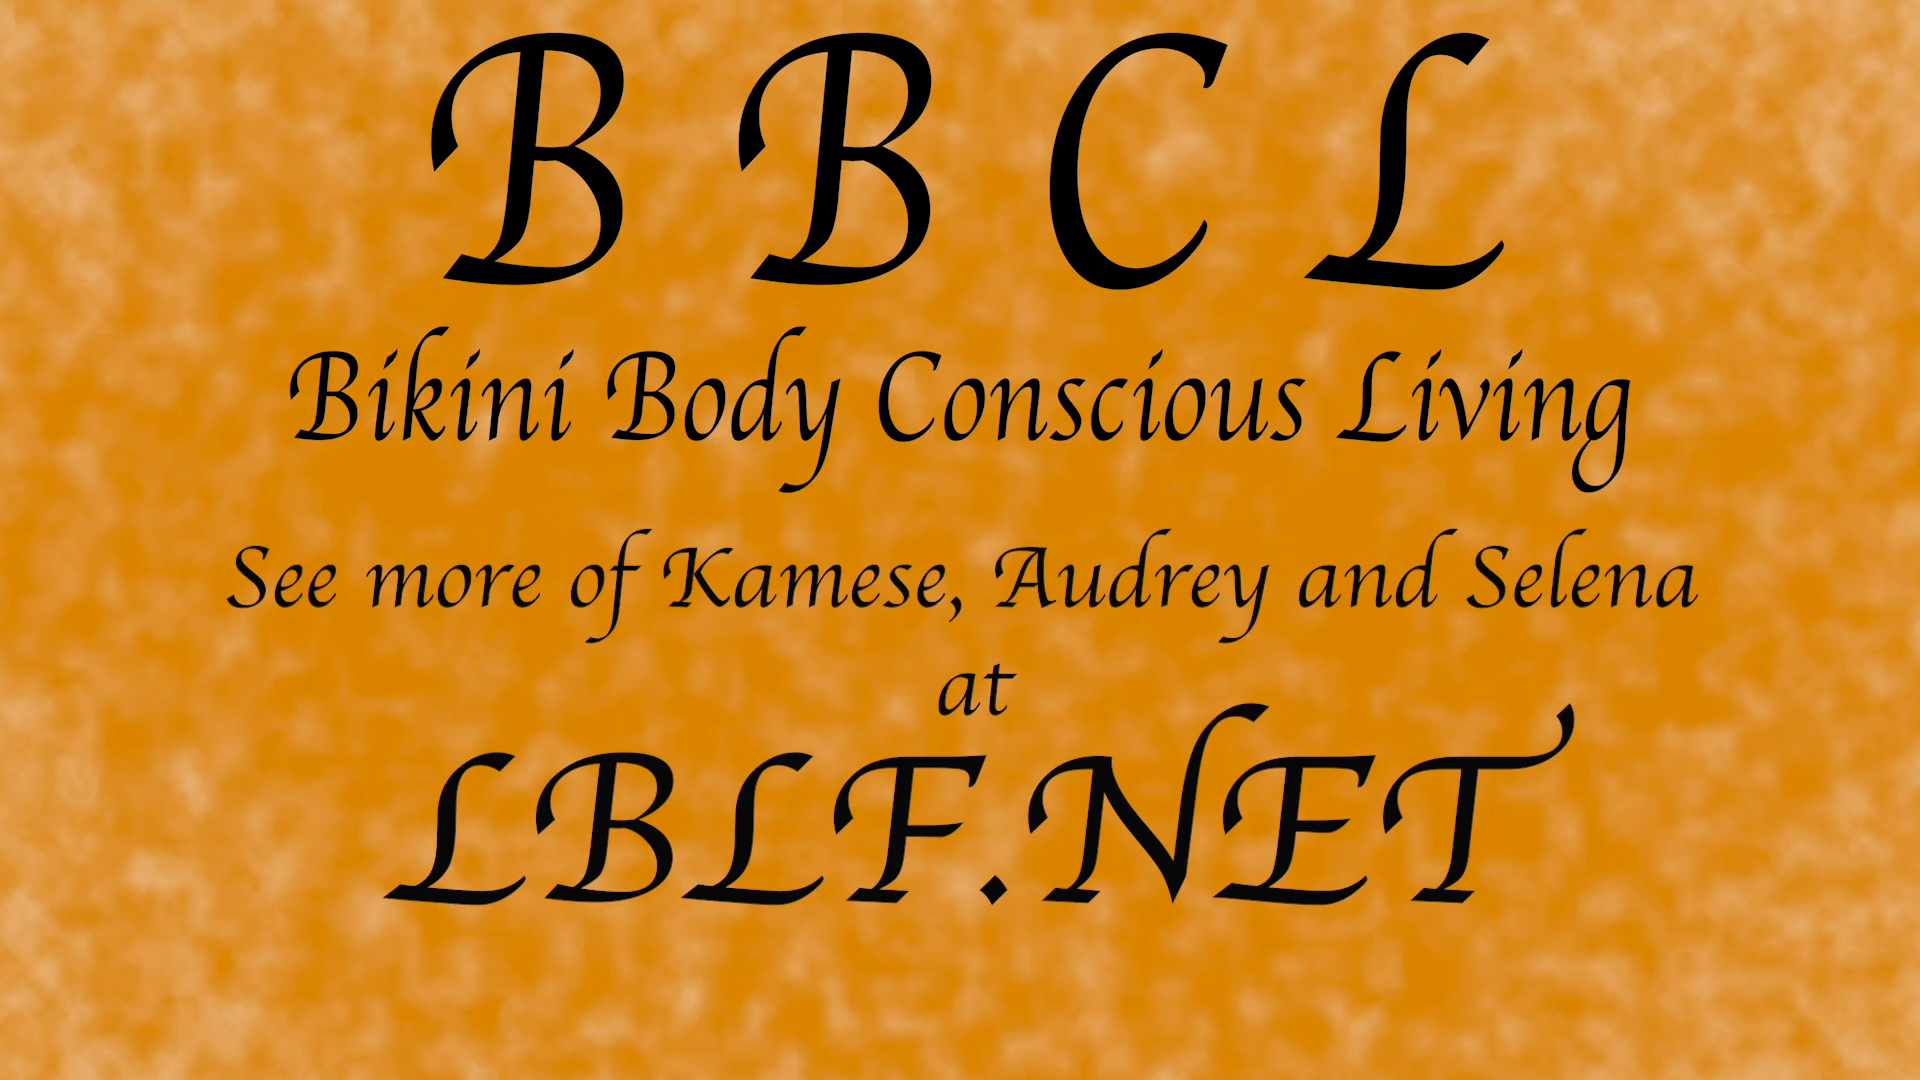 B B C L
Bikini Body Conscious Living
See more of Kamese, Audrey and Selena
at
LBLF.NET